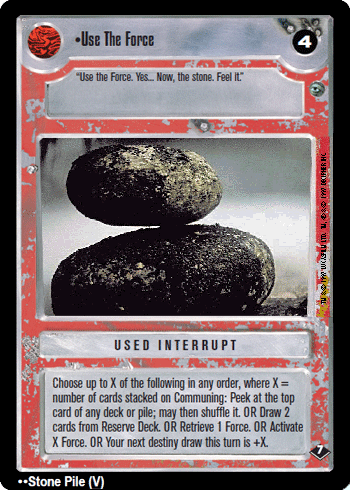 •Use The Force
4
“Use the Force. Yes... Now, the stone. Feel it.”
USED INTERRUPT
Choose up to X of the following in any order, where X =
number of cards stacked on Communing: Peek at the top
card of any deck or pile; may then shuffle it. OR Draw 2
cards from Reserve Deck. OR Retrieve 1 Force. OR Activate
X Force. OR Your next destiny draw this turn is +X.
7
••Stone Pile (V)